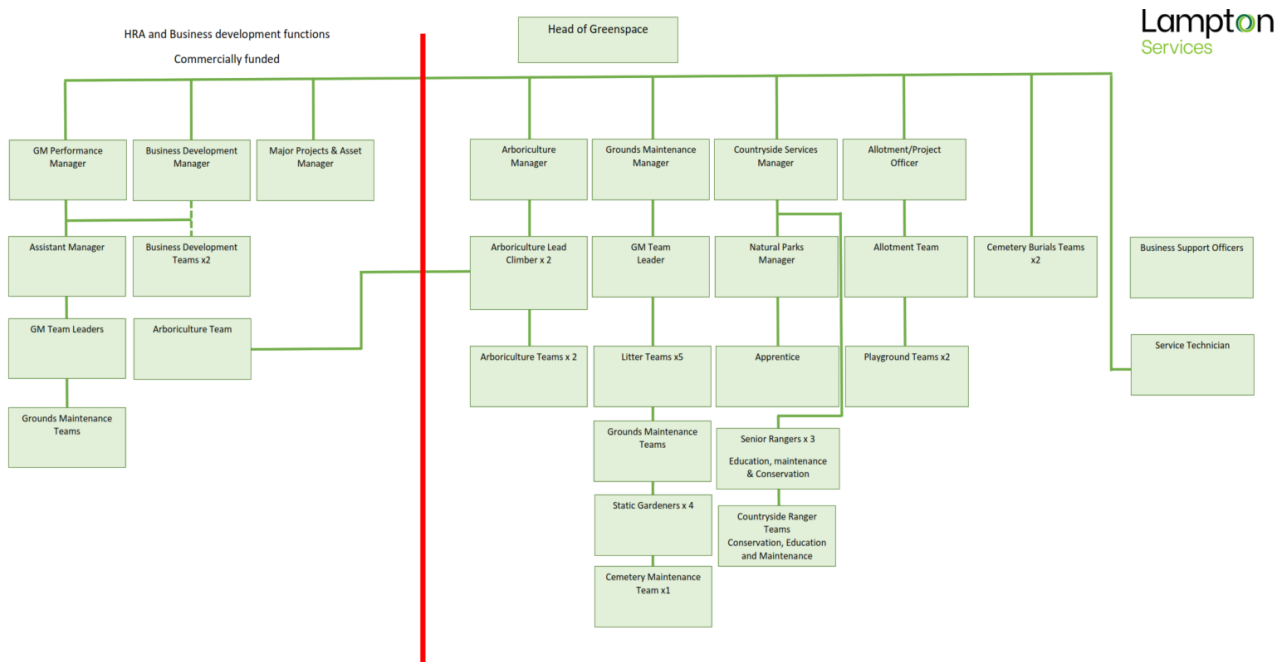 HRA and Business development functions
Commercially funded
Head of Greenspace
Lampton
Services
GM Performance
Manager
Business Development
Manager
Major Projects & Asset
Manager
Arboriculture
Manager
Grounds Maintenance
Manager
Countryside Services
Manager
Allotment/Project
Officer
Assistant Manager
Business Development
Teams x2
Arboriculture Lead
Climber x 2
GM Team
Leader
Natural Parks
Manager
Allotment Team
Cemetery Burials Teams
x2
Business Support Officers
GM Team Leaders
Arboriculture Team
Arboriculture Teams x 2
Litter Teams x5
Apprentice
Playground Teams x2
Service Technician
Grounds Maintenance
Teams
Grounds Maintenance
Teams
Senior Rangers x 3
Education, maintenance
& Conservation
Static Gardeners x 4
Countryside Ranger
Teams
Conservation, Education
and Maintenance
Cemetery Maintenance
Team x1